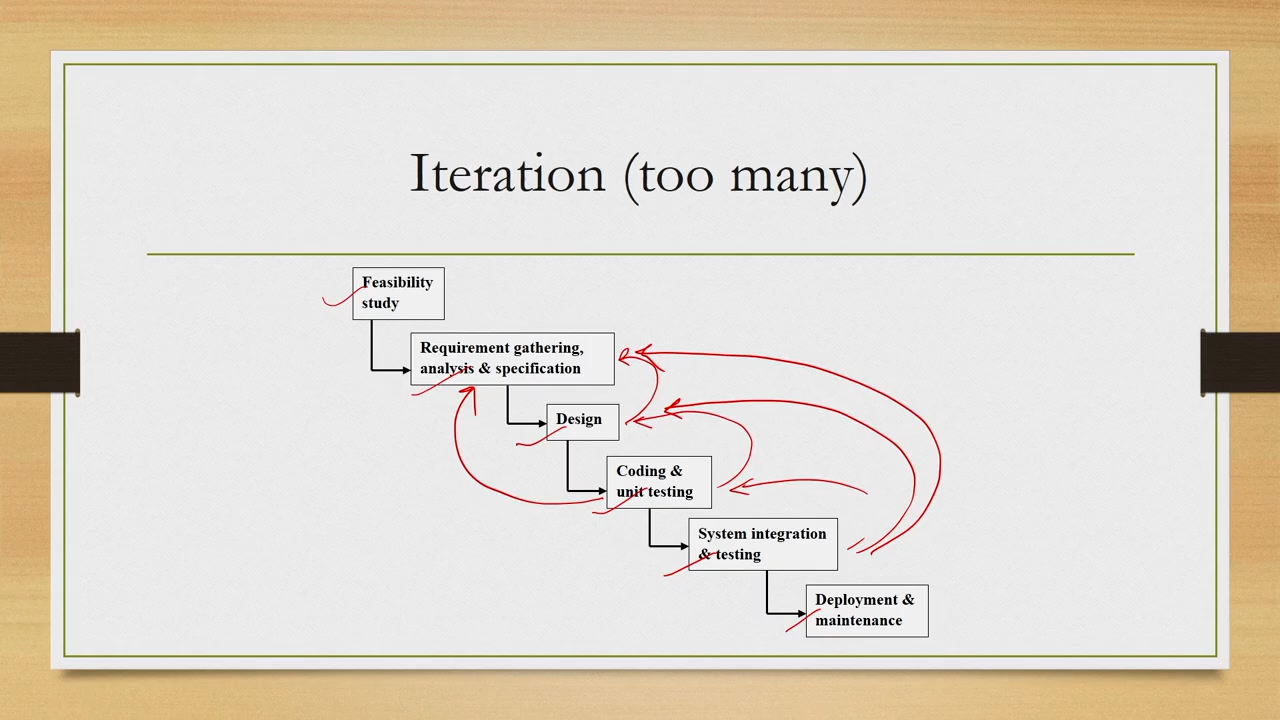 Iteration (too many)
Feasibility
study
Requirement gathering,
analysis & specification
Design
Coding &
unit testing
System integration
& testing
Deployment &
maintenance